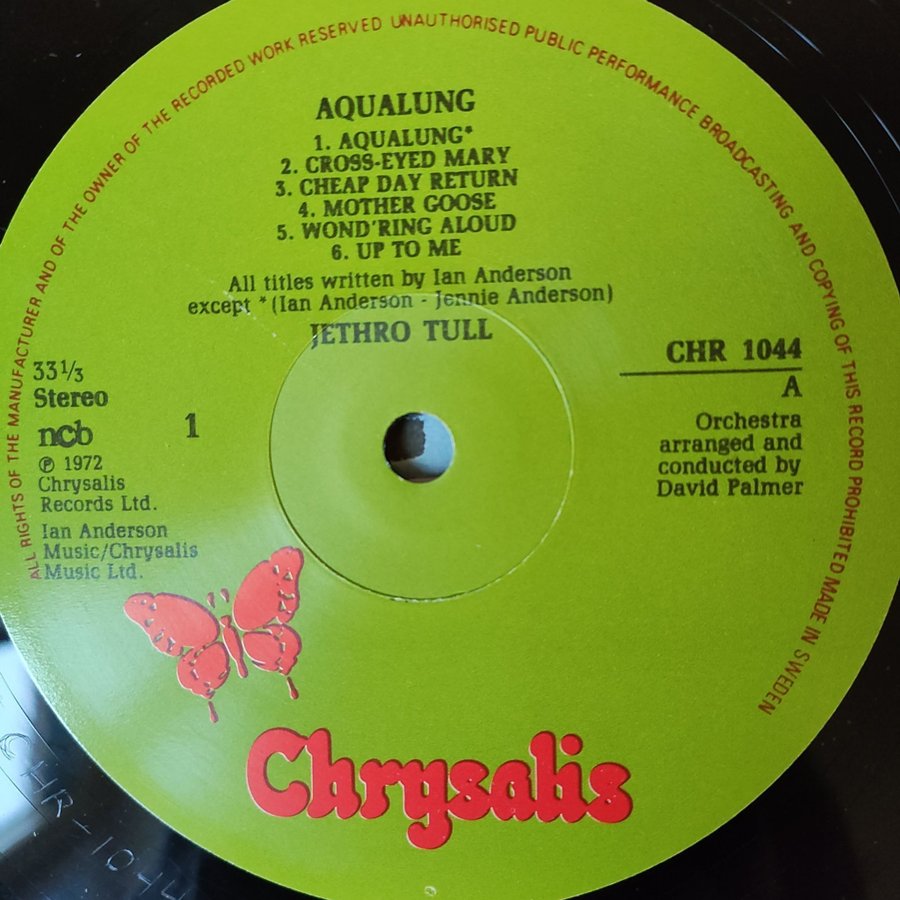 ALL RIGHTS OF THE MANUFACTURER AND OF THE OWNER OF THE RECORDED WORK RESERVED UNAUTHORISED PUBLIC PERFORMANCE BROADCASTING AND COPYING OF THIS RECORD PROHIBITED MADE IN SWEDEN
AQUALUNG
1. AQUALUNG*
2. CROSS-EYED MARY
3. CHEAP DAY RETURN
4. MOTHER GOOSE
5. WOND'RING ALOUD
6. UP TO ME
All titles written by Ian Anderson
except *(Ian Anderson - Jennie Anderson)
JETHRO TULL
33⅓
Stereo
ncb
1
℗ 1972
Chrysalis
Records Ltd.
Ian Anderson
Music/Chrysalis
Music Ltd.
CHR 1044
A
Orchestra
arranged and
conducted by
David Palmer
Chrysalis
CHR-1044